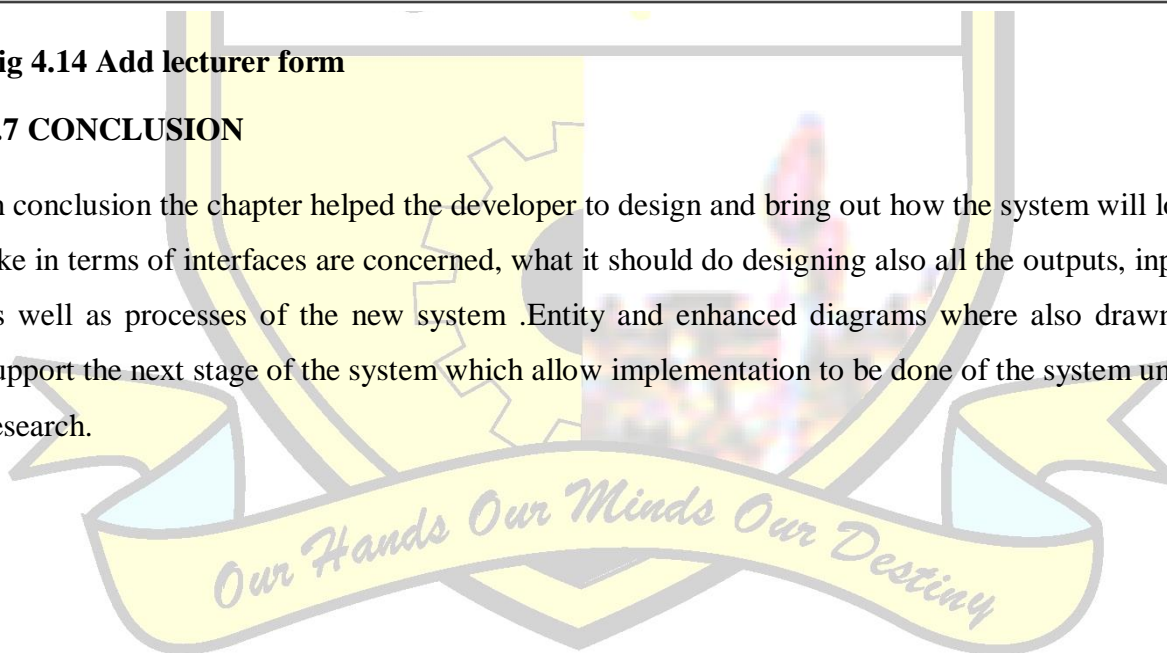 ig 4.14 Add lecturer form
.7 CONCLUSION
n conclusion the chapter helped the developer to design and bring out how the system will lo
ke in terms of interfaces are concerned, what it should do designing also all the outputs, inp
s well as processes of the new system .Entity and enhanced diagrams where also drawn
upport the next stage of the system which allow implementation to be done of the system un
esearch.
Our Hands Our Minds Our Destiny